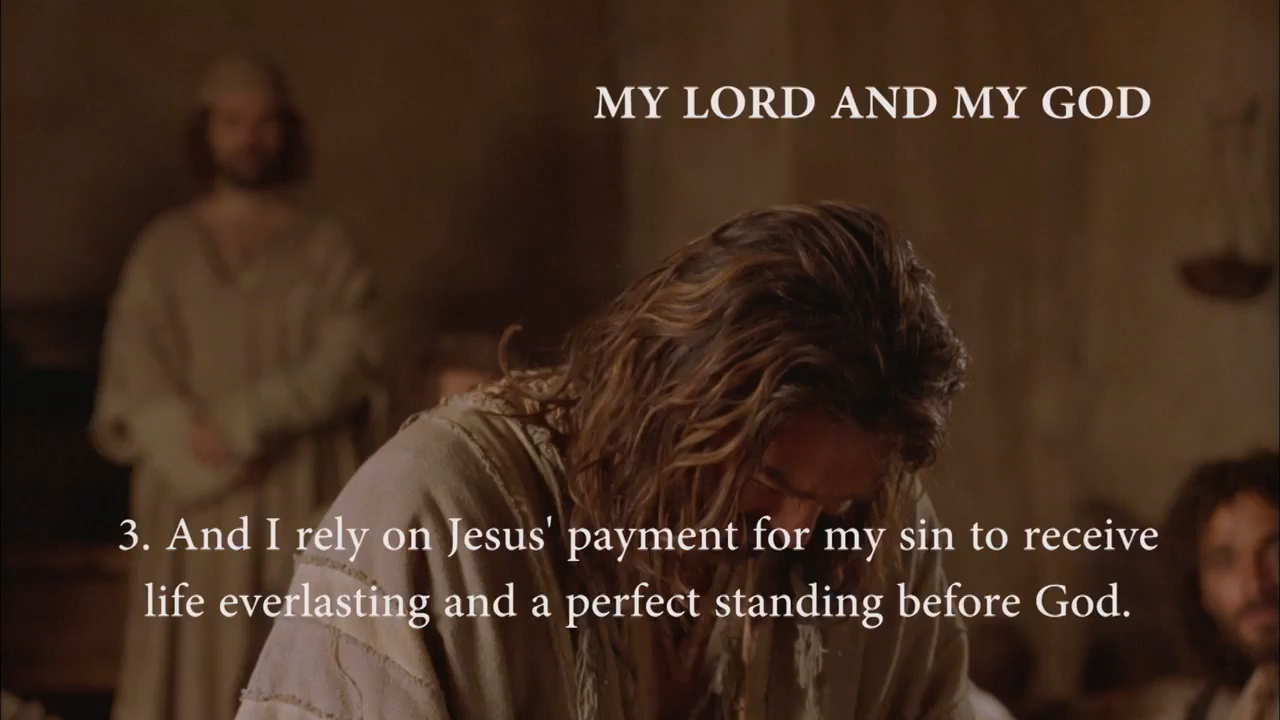 MY LORD AND MY GOD
3. And I rely on Jesus' payment for my sin to receive
life everlasting and a perfect standing before God.